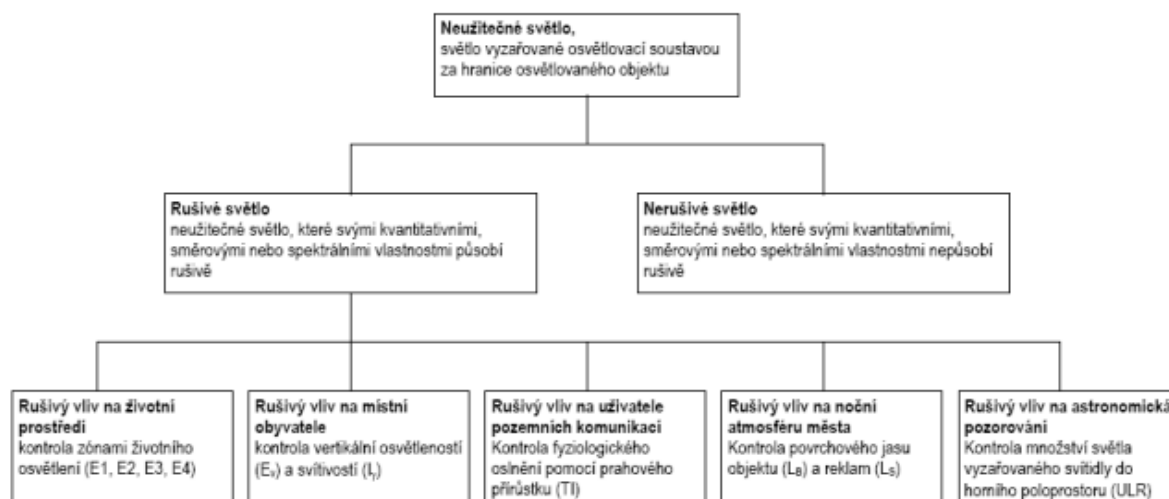 Neužitečné světlo,
světlo vyzařované osvětlovací soustavou
za hranice osvětlovaného objektu
Rušivé světlo
neužitečné světlo, které svými kvantitativními,
směrovými nebo spektrálními vlastnostmi působí
rušivě
Nerušivé světlo
neužitečné světlo, které svými kvantitativními,
směrovými nebo spektrálními vlastnostmi nepůsobí
rušivě
Rušivý vliv na životní
prostředí
kontrola zónami životního
osvětlení (E1, E2, E3, E4)
Rušivý vliv na místní
obyvatele
kontrola vertikální osvětleností
(Eᵥ) a svítivostí (Iᵧ)
Rušivý vliv na uživatele
pozemních komunikací
Kontrola fyziologického
oslnění pomocí prahového
přírůstku (TI)
Rušivý vliv na noční
atmosféru města
Kontrola povrchového jasu
objektu (L_B) a reklam (L_S)
Rušivý vliv na astronomická
pozorování
Kontrola množství světla
vyzařovaného svítidly do
horního poloprostoru (ULR)